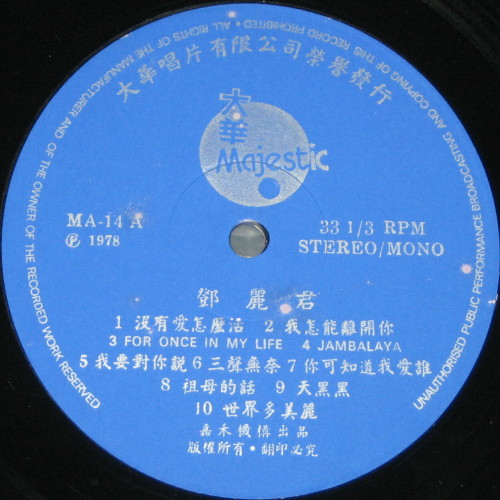 ALL RIGHTS OF THE MANUFACTURER AND OF THE OWNER OF THE RECORDED WORK RESERVED
UNAUTHORISED PUBLIC PERFORMANCE BROADCASTING AND COPYING OF THIS RECORD PROHIBITED
大華唱片有限公司榮譽發行
大華
Majestic
MA-14 A
Ⓟ 1978
33 1/3 RPM
STEREO/MONO
鄧麗君
1 沒有愛怎麼活 2 我怎能離開你
3 FOR ONCE IN MY LIFE 4 JAMBALAYA
5 我要對你說 6 三聲無奈 7 你可知道我愛誰
8 祖母的話 9 天黑黑
10 世界多美麗
嘉禾機構出品
版權所有·翻印必究